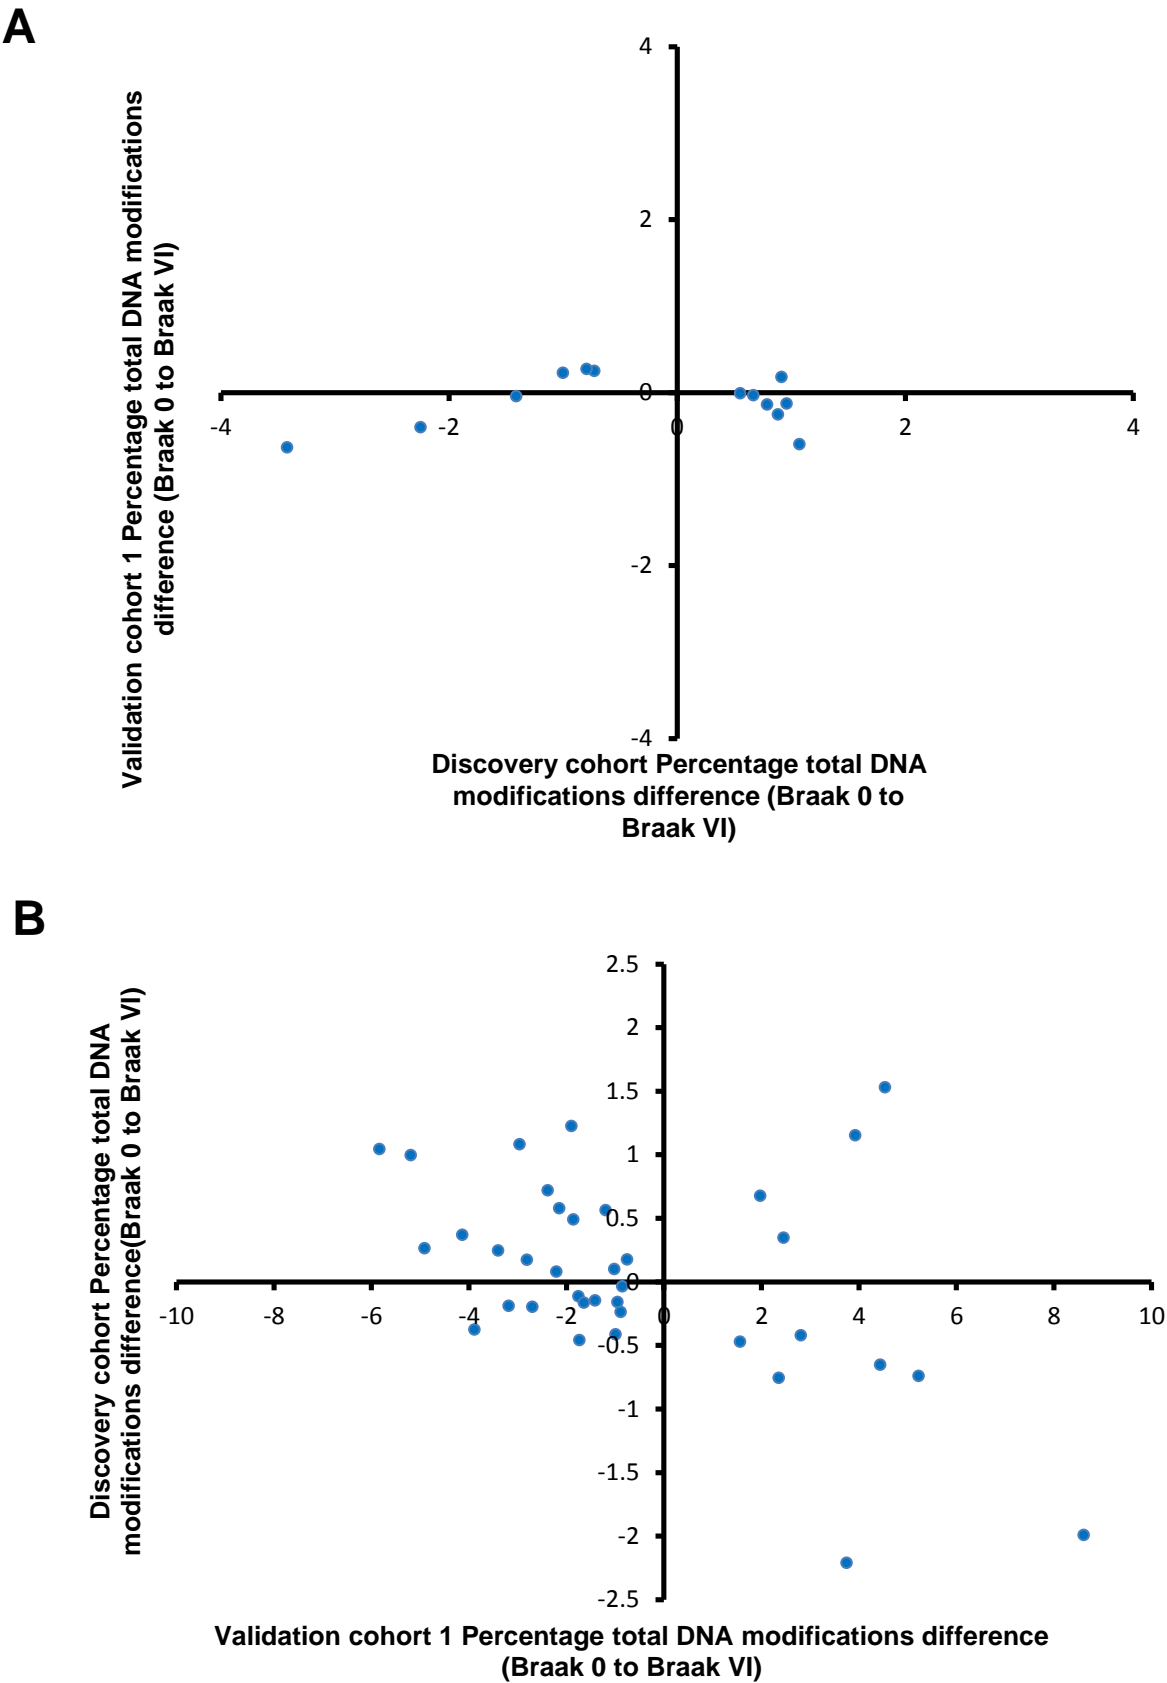 A
4
2
0
-2
-4
-4
-2
0
2
4
Validation cohort 1 Percentage total DNA modifications
difference (Braak 0 to Braak VI)
Discovery cohort Percentage total DNA
modifications difference (Braak 0 to
Braak VI)
B
2.5
2
1.5
1
0.5
0
-0.5
-1
-1.5
-2
-2.5
-10
-8
-6
-4
-2
0
2
4
6
8
10
Discovery cohort Percentage total DNA
modifications difference(Braak 0 to Braak VI)
Validation cohort 1 Percentage total DNA modifications difference
(Braak 0 to Braak VI)